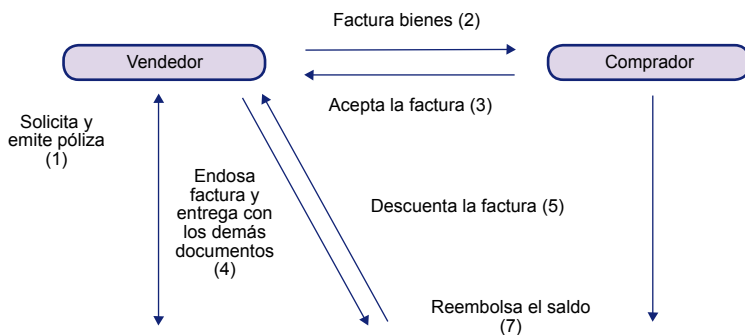 Factura bienes (2)
Vendedor
Comprador
Acepta la factura (3)
Solicita y
emite póliza
(1)
Endosa
factura y
entrega con
los demás
documentos
(4)
Descuenta la factura (5)
Reembolsa el saldo
(7)